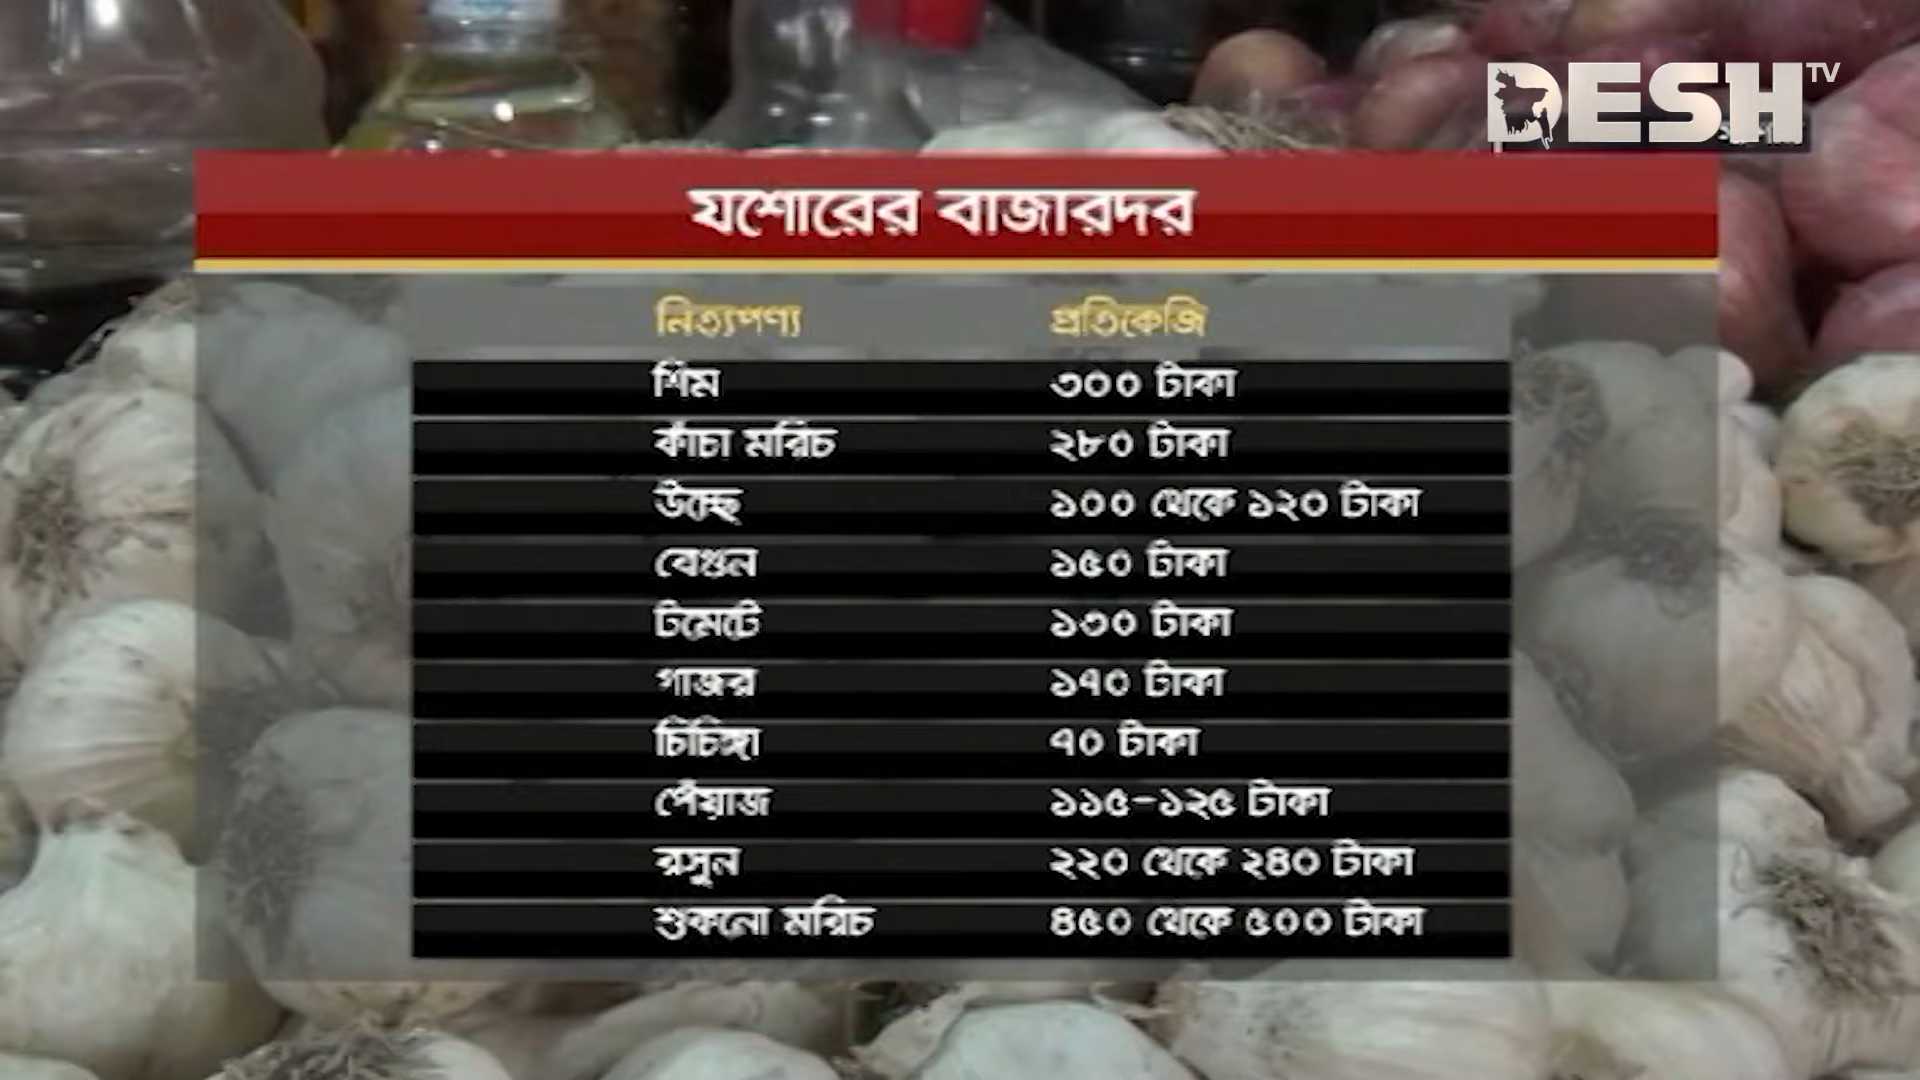 DESH TV
যশোরের বাজারদর
নিত্যপণ্য প্রতিকেজি
শিম ৩০০ টাকা
কাঁচা মরিচ ২৮০ টাকা
উচ্ছে ১০০ থেকে ১২০ টাকা
বেগুন ১৫০ টাকা
টমেটে ১৩০ টাকা
গাজর ১৭০ টাকা
চিচিঙ্গা ৭০ টাকা
পেঁয়াজ ১১৫-১২৫ টাকা
রসুন ২২০ থেকে ২৪০ টাকা
শুকনো মরিচ ৪৫০ থেকে ৫০০ টাকা